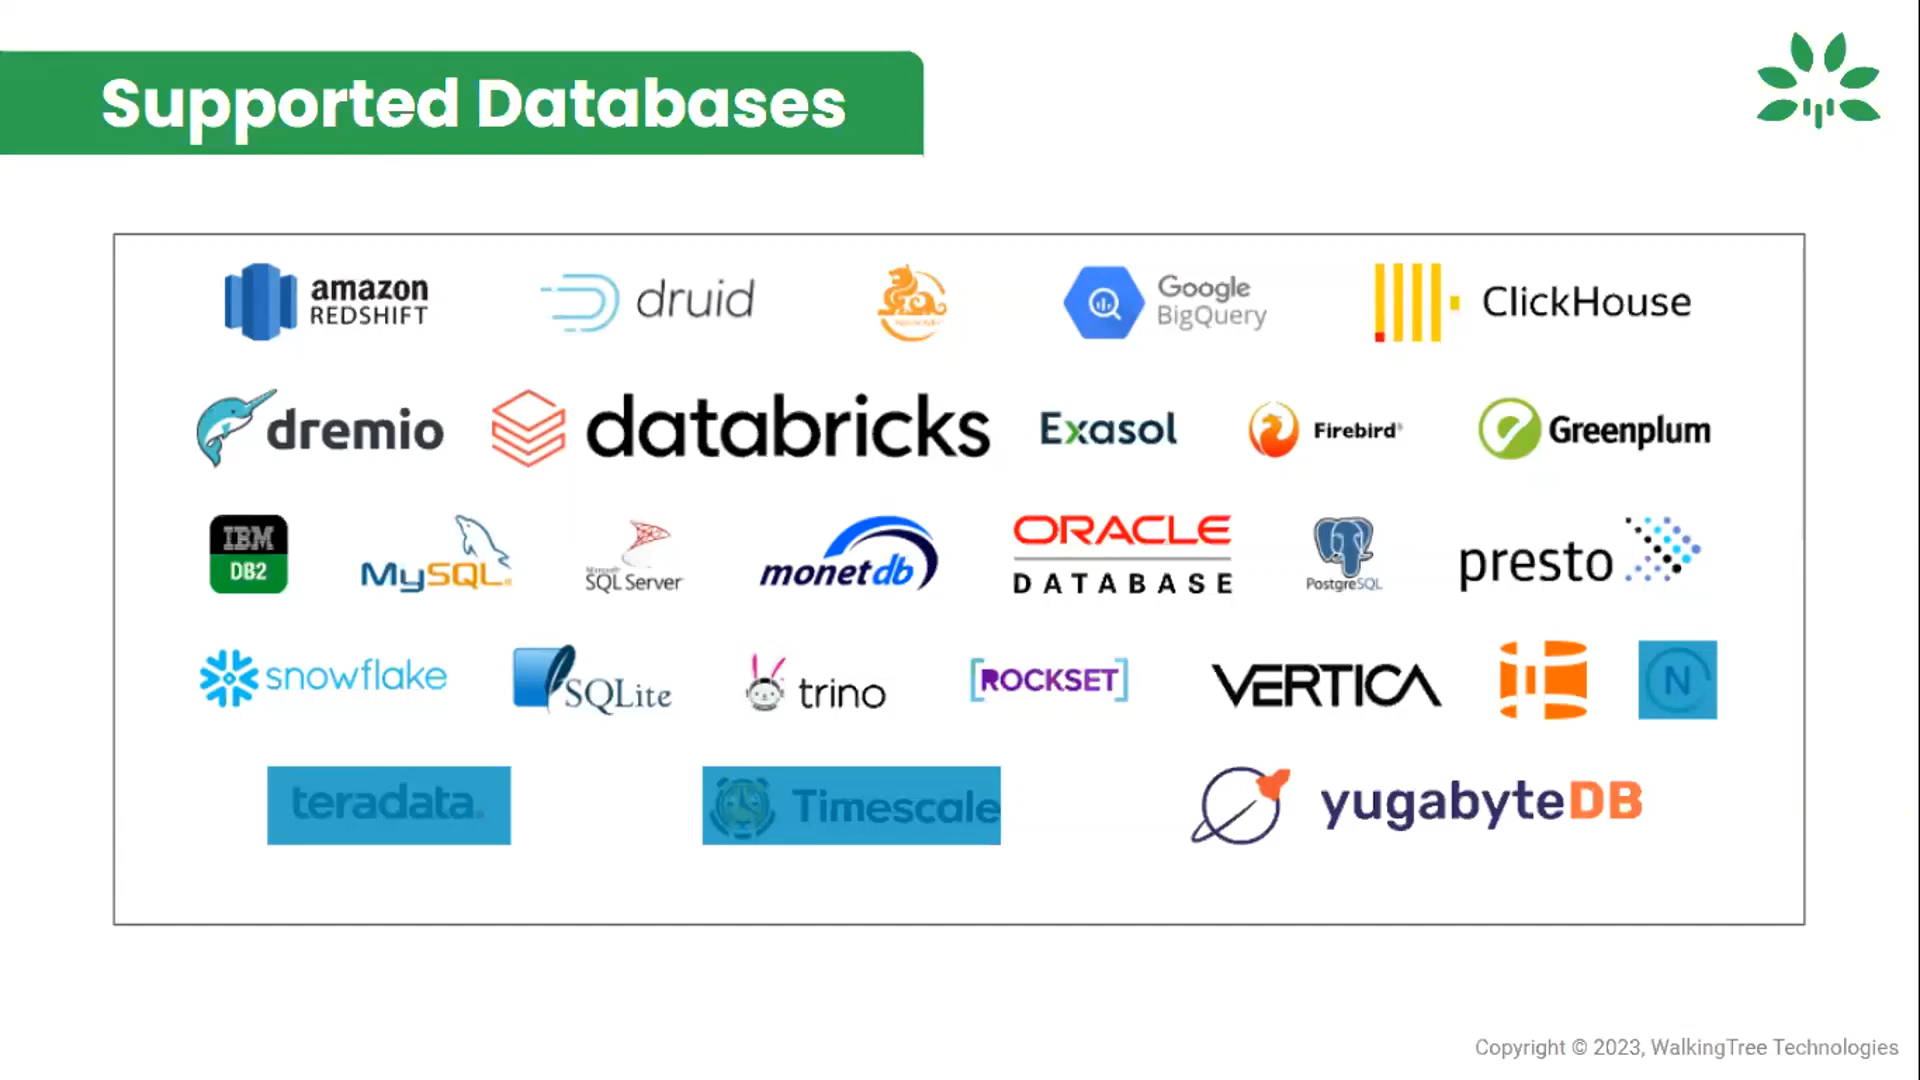 Supported Databases
amazon
REDSHIFT
druid
Google
BigQuery
ClickHouse
dremio
databricks
Exasol
Firebird®
Greenplum
IBM
DB2
MySQL®
Microsoft
SQL Server
monetdb
ORACLE
DATABASE
PostgreSQL
presto
snowflake
SQLite
trino
[ROCKSET]
VERTICA
N
teradata.
Timescale
yugabyteDB
Copyright © 2023, WalkingTree Technologies